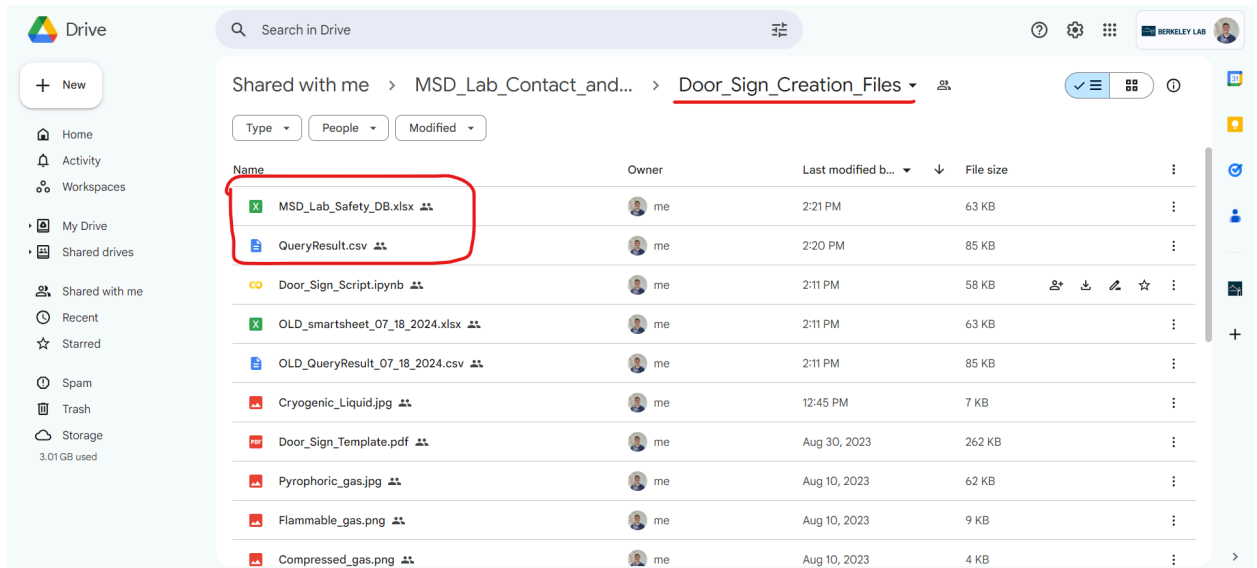 Drive
Search in Drive
BERKELEY LAB
New
Shared with me > MSD_Lab_Contact_and... > Door_Sign_Creation_Files
Type People Modified
Home
Activity
Workspaces
My Drive
Shared drives
Shared with me
Recent
Starred
Spam
Trash
Storage
3.01 GB used
Name Owner Last modified b... File size
MSD_Lab_Safety_DB.xlsx me 2:21 PM 63 KB
QueryResult.csv me 2:20 PM 85 KB
Door_Sign_Script.ipynb me 2:11 PM 58 KB
OLD_smartsheet_07_18_2024.xlsx me 2:11 PM 63 KB
OLD_QueryResult_07_18_2024.csv me 2:11 PM 85 KB
Cryogenic_Liquid.jpg me 12:45 PM 7 KB
Door_Sign_Template.pdf me Aug 30, 2023 262 KB
Pyrophoric_gas.jpg me Aug 10, 2023 62 KB
Flammable_gas.png me Aug 10, 2023 9 KB
Compressed_gas.png me Aug 10, 2023 4 KB
31